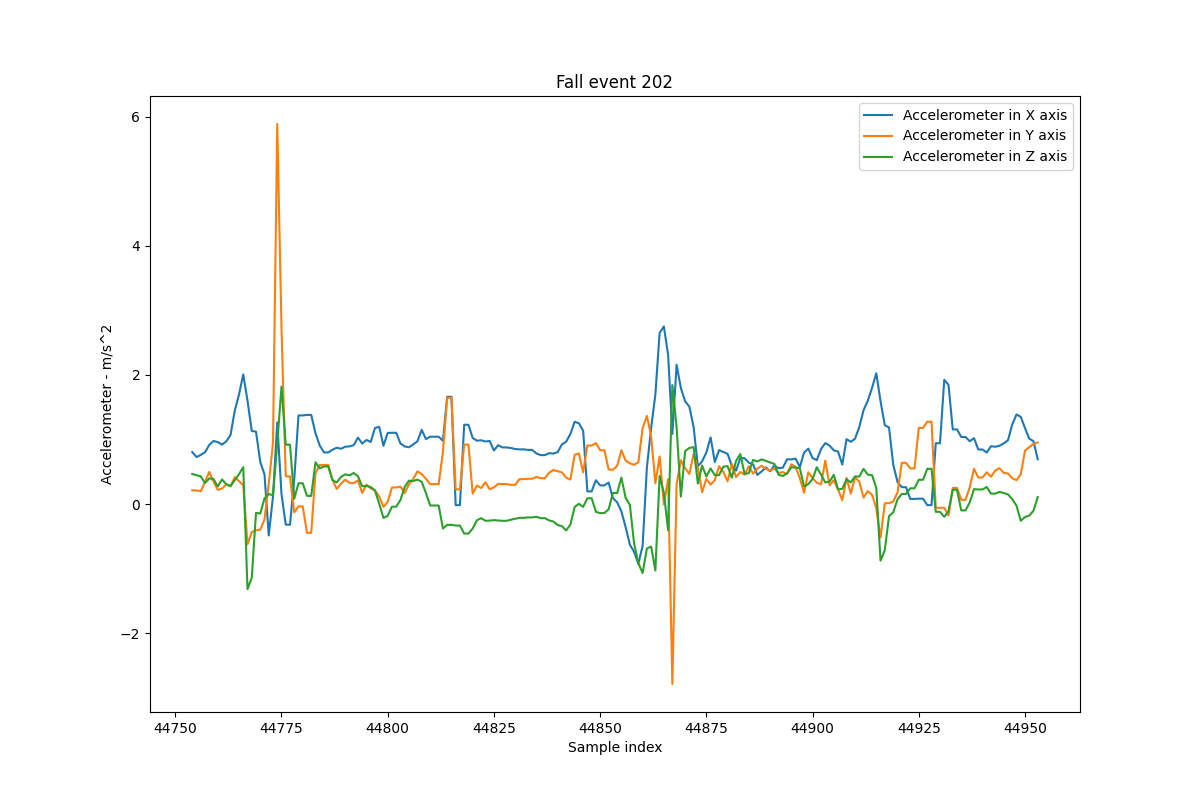 Fall event 202
Accelerometer in X axis
Accelerometer in Y axis
Accelerometer in Z axis
6
4
2
0
−2
Accelerometer - m/s^2
44750 44775 44800 44825 44850 44875 44900 44925 44950
Sample index